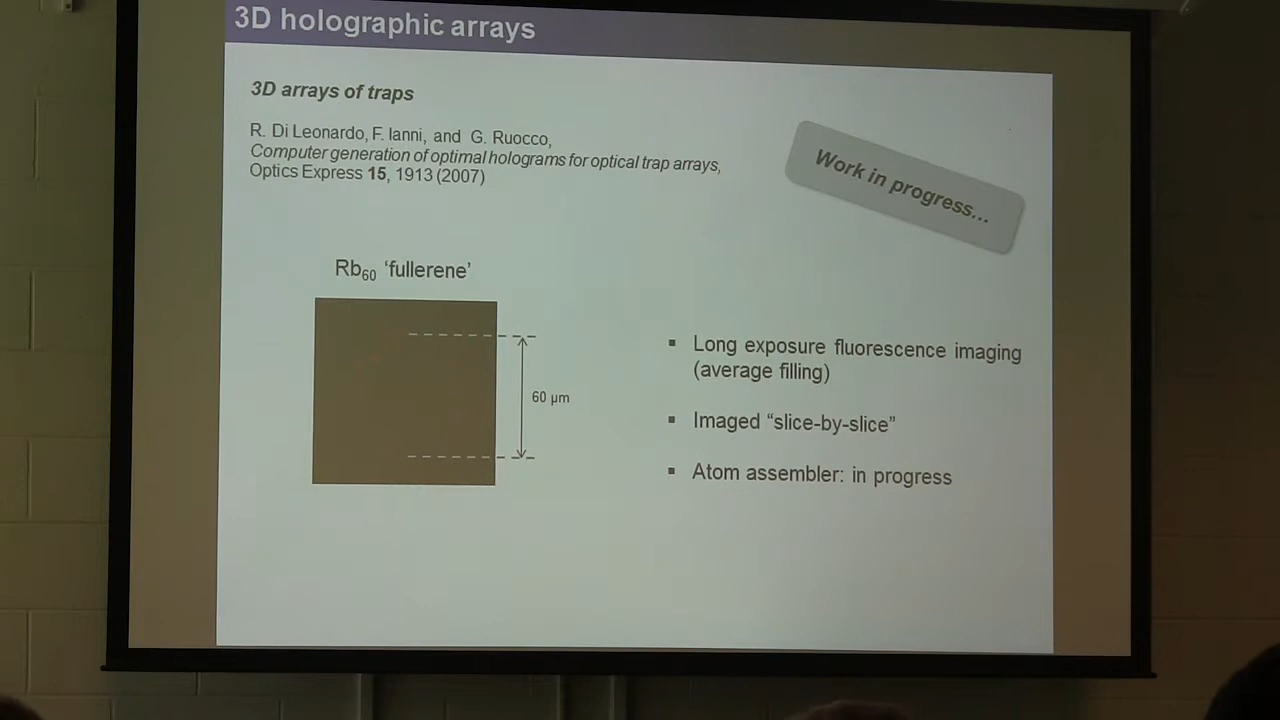 3D holographic arrays
3D arrays of traps
R. Di Leonardo, F. Ianni, and G. Ruocco,
Computer generation of optimal holograms for optical trap arrays,
Optics Express 15, 1913 (2007)
Work in progress...
Rb60 ‘fullerene’
60 µm
▪ Long exposure fluorescence imaging
(average filling)
▪ Imaged “slice-by-slice”
▪ Atom assembler: in progress